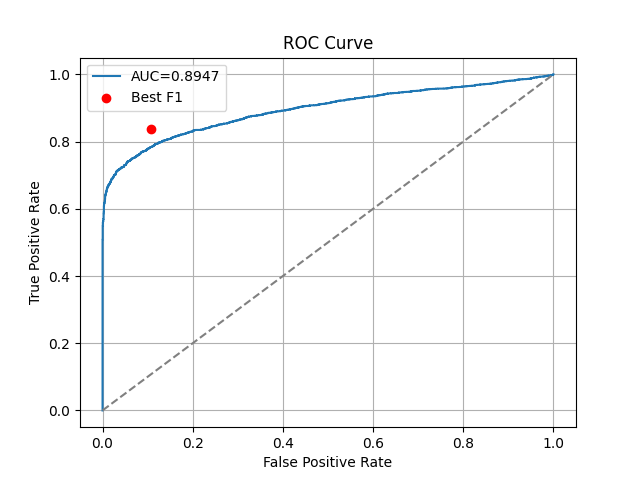 ROC Curve
AUC=0.8947
Best F1
True Positive Rate
1.0
0.8
0.6
0.4
0.2
0.0
0.0 0.2 0.4 0.6 0.8 1.0
False Positive Rate